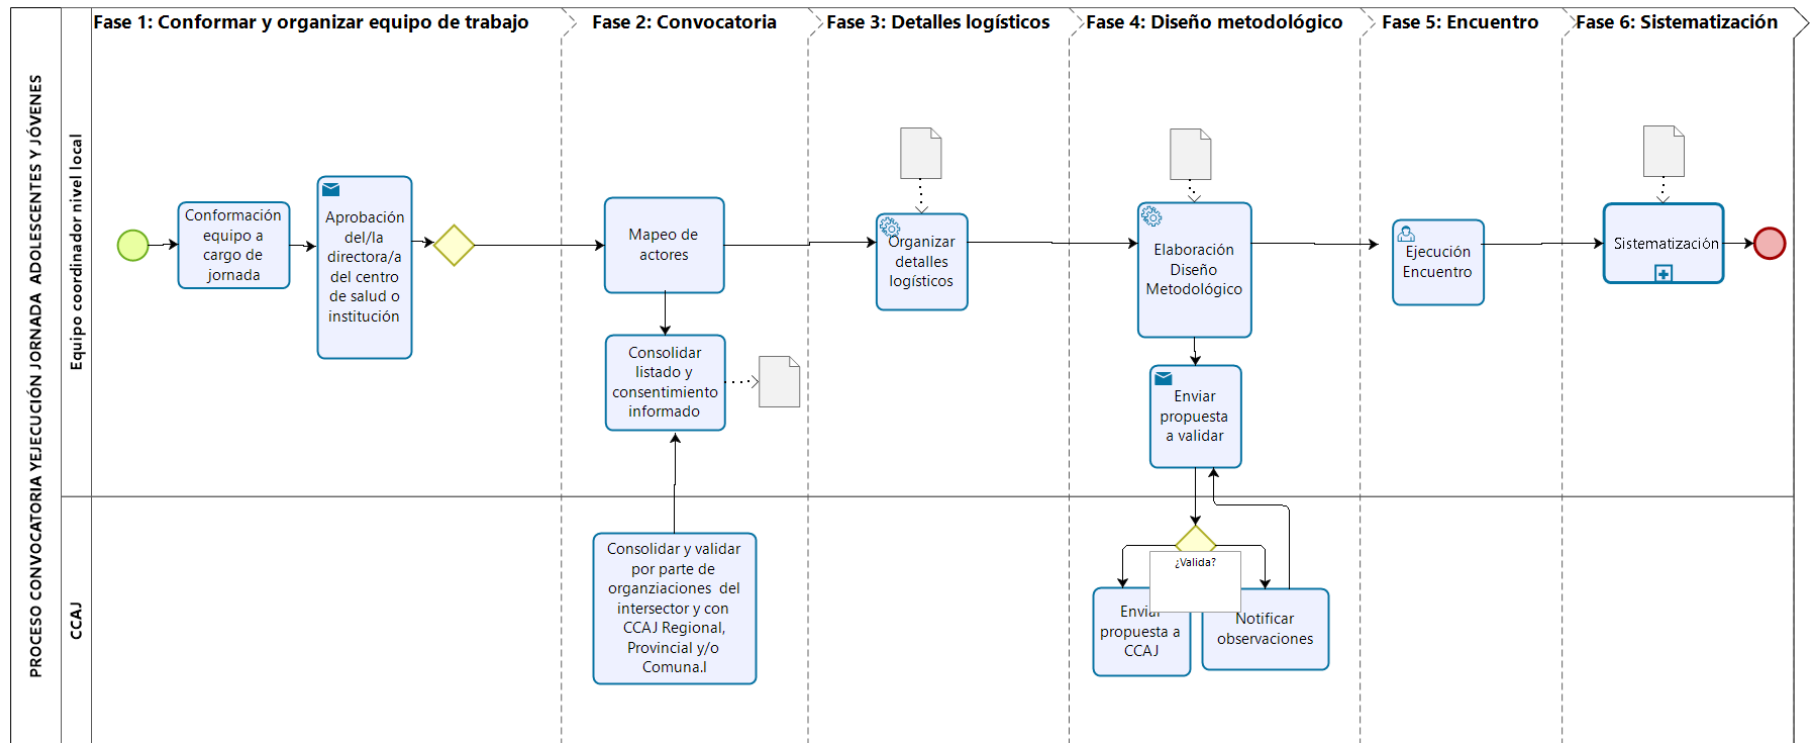 Fase 1: Conformar y organizar equipo de trabajo
Fase 2: Convocatoria
Fase 3: Detalles logísticos
Fase 4: Diseño metodológico
Fase 5: Encuentro
Fase 6: Sistematización
PROCESO CONVOCATORIA YEJECUCIÓN JORNADA ADOLESCENTES Y JÓVENES
Equipo coordinador nivel local
Conformación
equipo a
cargo de
jornada
Aprobación
del/la
directora/a
del centro
de salud o
institución
Mapeo de
actores
Consolidar
listado y
consentimiento
informado
Organizar
detalles
logísticos
Elaboración
Diseño
Metodológico
Enviar
propuesta
a validar
Ejecución
Encuentro
Sistematización
CCAJ
Consolidar y validar
por parte de
organziaciones del
intersector y con
CCAJ Regional,
Provincial y/o
Comuna.l
¿Valida?
Enviar
propuesta a
CCAJ
Notificar
observaciones